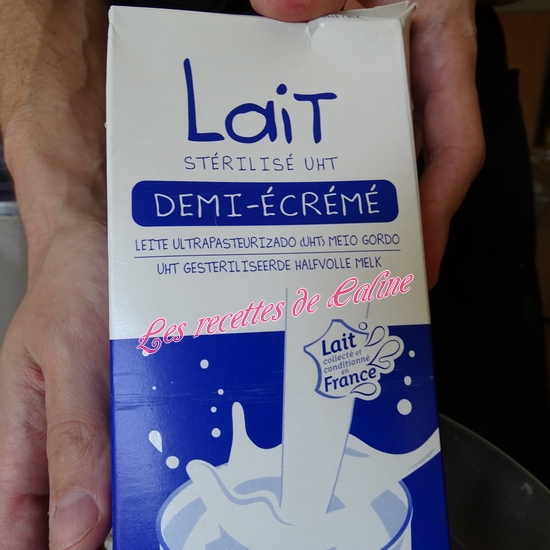 Lait
STÉRILISÉ UHT
DEMI-ÉCRÉMÉ
LEITE ULTRAPASTEURIZADO (UHT) MEIO GORDO
UHT GESTERILISEERDE HALFVOLLE MELK
Les recettes de Caline
Lait
collecté et
conditionné
en
France